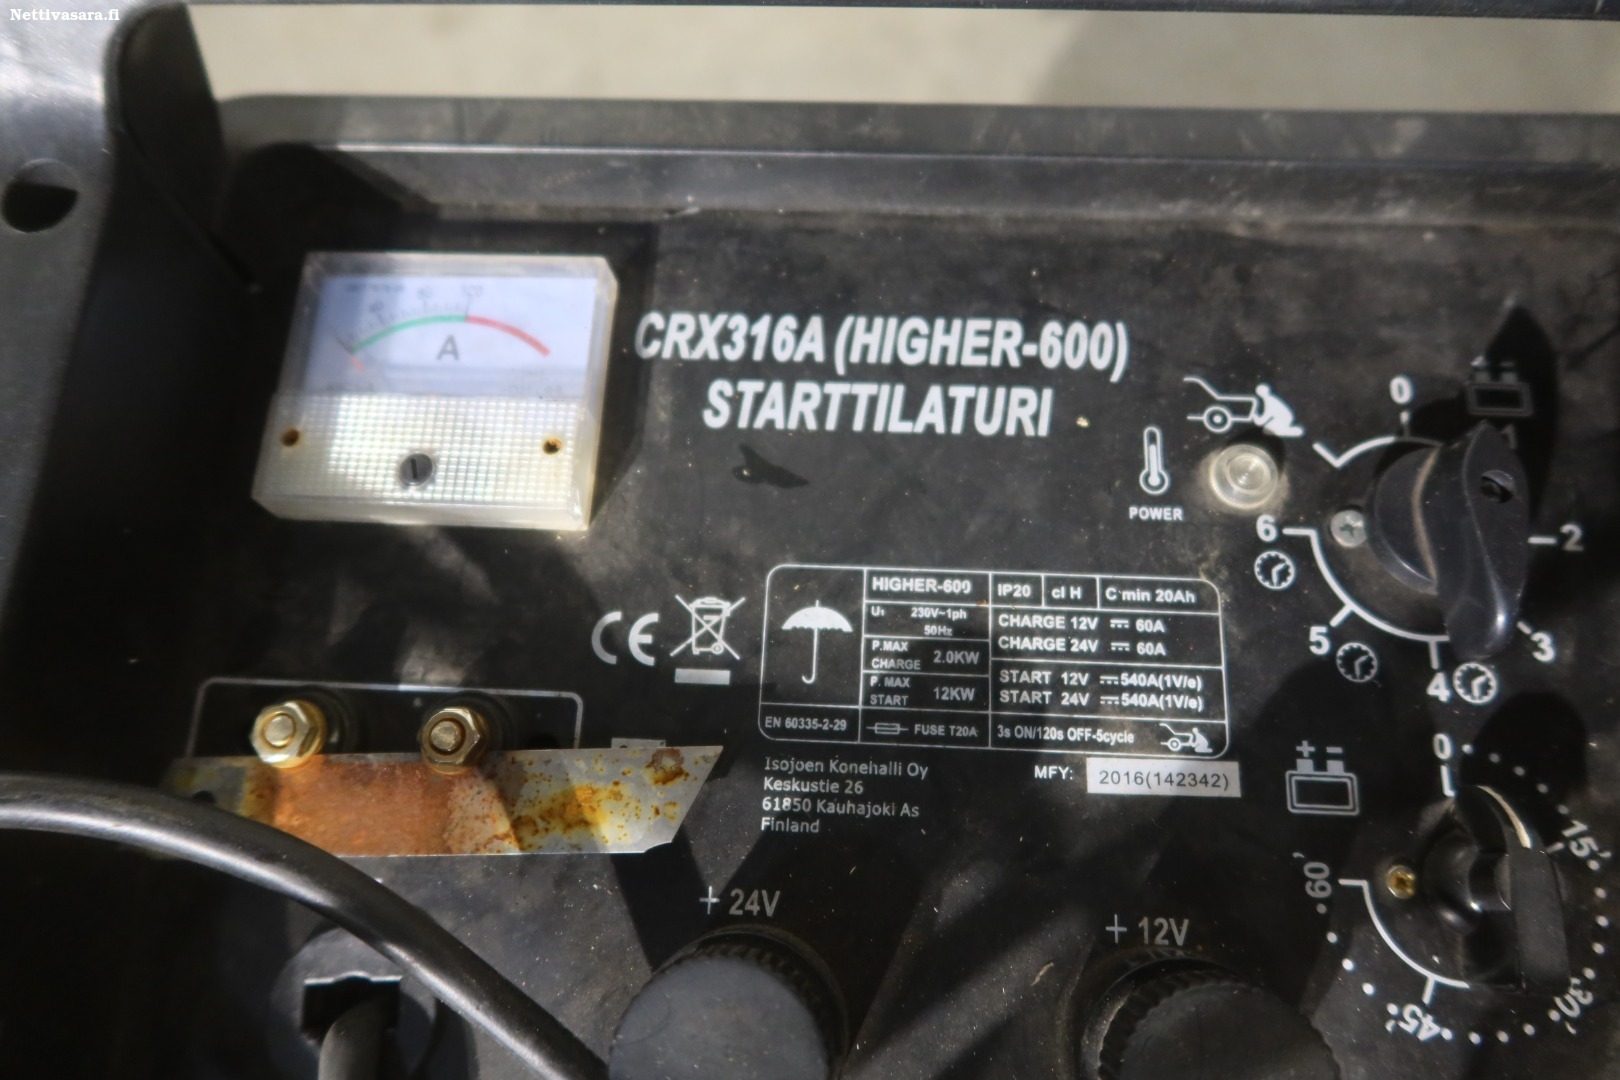 Nettivasara.fi
A
CRX316A (HIGHER-600)
STARTTILATURI
POWER
0
2
3
4
5
6
CE
HIGHER-600
IP20
cl H
C min 20Ah
U1 230V~1ph
50Hz
CHARGE 12V 60A
CHARGE 24V 60A
P.MAX
CHARGE 2.0KW
P. MAX
START 12KW
START 12V 540A(1V/e)
START 24V 540A(1V/e)
EN 60335-2-29
FUSE T20A
3s ON/120s OFF-5cycle
Isojoen Konehalli Oy
Keskustie 26
61850 Kauhajoki As
Finland
MFY: 2016(142342)
+ -
0
15'
30'
45'
60'
+ 24V
+ 12V